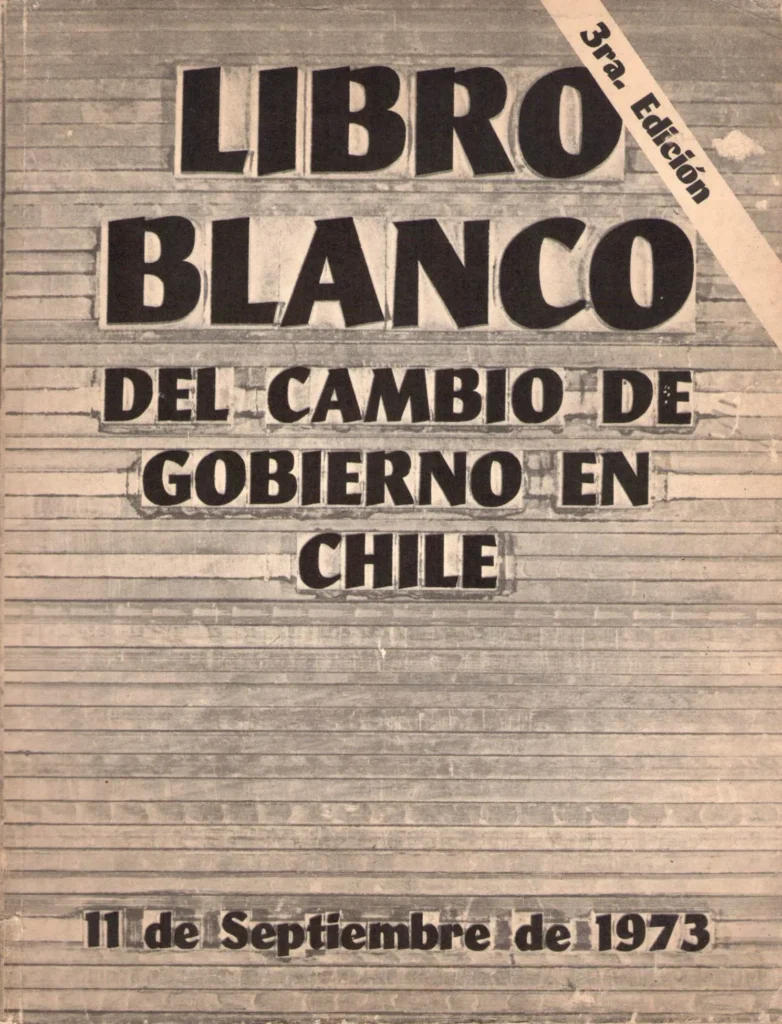 3ra. Edición
LIBRO
BLANCO
DEL CAMBIO DE
GOBIERNO EN
CHILE
11 de Septiembre de 1973